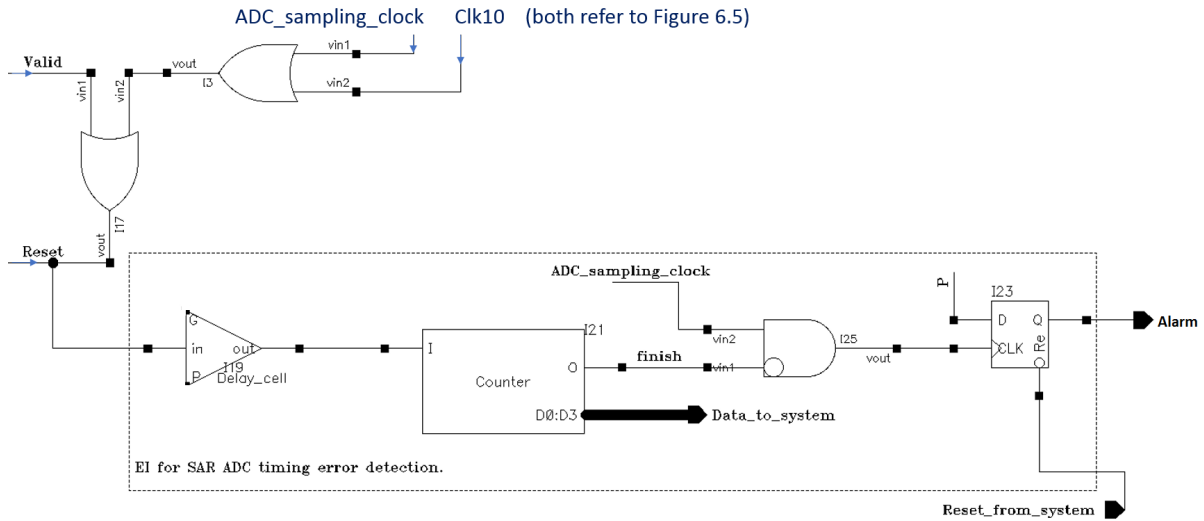 ADC_sampling_clock Clk10 (both refer to Figure 6.5)
Valid
vin1
vin2
vout
I3
vin1
vin2
I17
vout
Reset
ADC_sampling_clock
P
I23
D Q
CLK
Re
Alarm
G
in out
P
I19
Delay_cell
I21
I
Counter
O
D0:D3
finish
vin2
vin1
I25
vout
Data_to_system
EI for SAR ADC timing error detection.
Reset_from_system